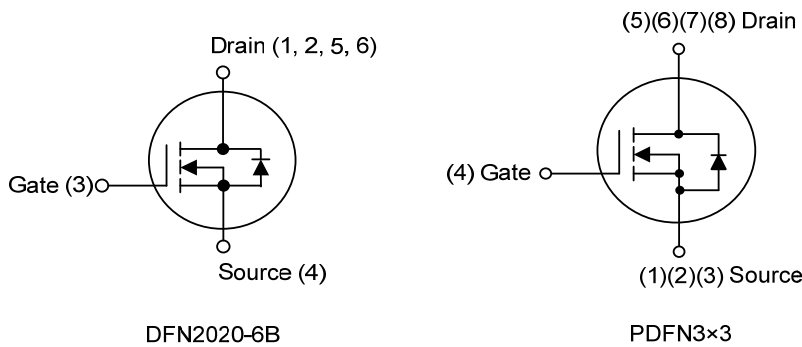 Drain (1, 2, 5, 6)
Gate (3)
Source (4)
DFN2020-6B
(5)(6)(7)(8) Drain
(4) Gate
(1)(2)(3) Source
PDFN3×3